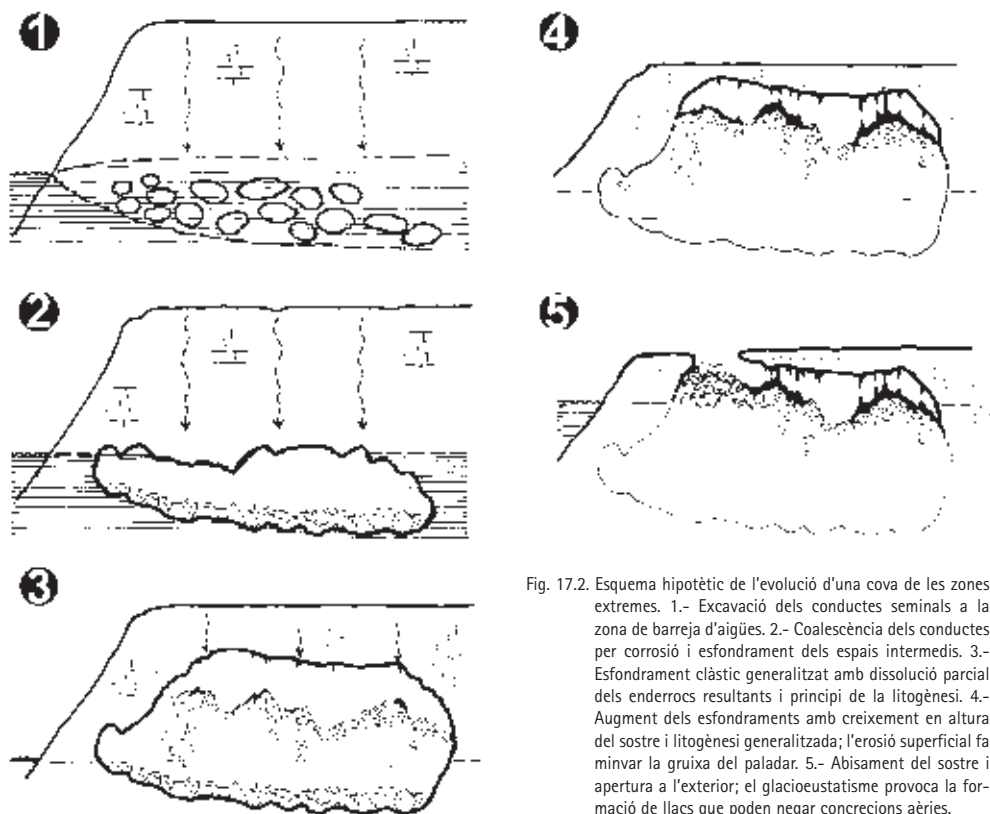 1
4
2
5
3
Fig. 17.2. Esquema hipotètic de l'evolució d'una cova de les zones
extremes. 1.- Excavació dels conductes seminals a la
zona de barreja d'aigües. 2.- Coalescència dels conductes
per corrosió i esfondrament dels espais intermedis. 3.-
Esfondrament clàstic generalitzat amb dissolució parcial
dels enderrocs resultants i principi de la litogènesi. 4.-
Augment dels esfondraments amb creixement en altura
del sostre i litogènesi generalitzada; l'erosió superficial fa
minvar la gruixa del paladar. 5.- Abisament del sostre i
apertura a l'exterior; el glacioeustatisme provoca la for-
mació de llacs que poden negar concrecions aèries.